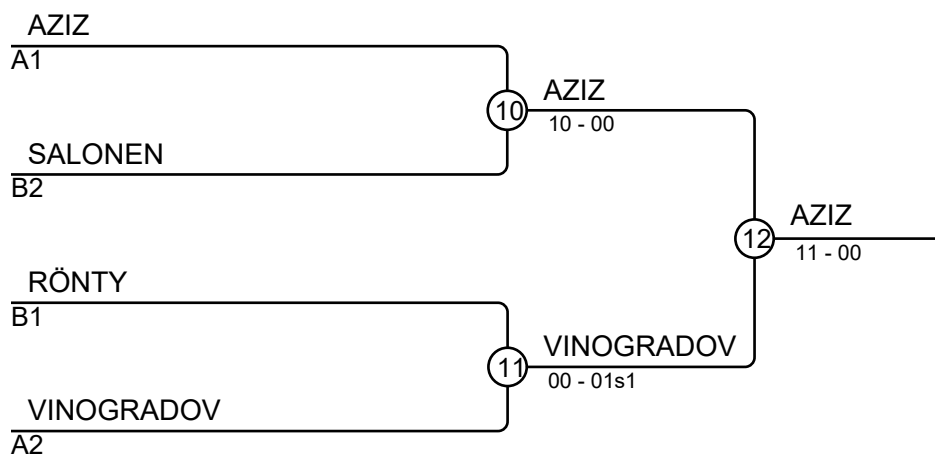 AZIZ
A1
10
AZIZ
10 - 00
SALONEN
B2
12
AZIZ
11 - 00
RÖNTY
B1
11
VINOGRADOV
00 - 01s1
VINOGRADOV
A2